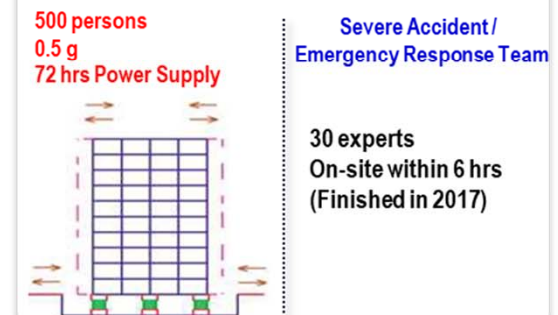 500 persons
0.5 g
72 hrs Power Supply
Severe Accident /
Emergency Response Team
30 experts
On-site within 6 hrs
(Finished in 2017)